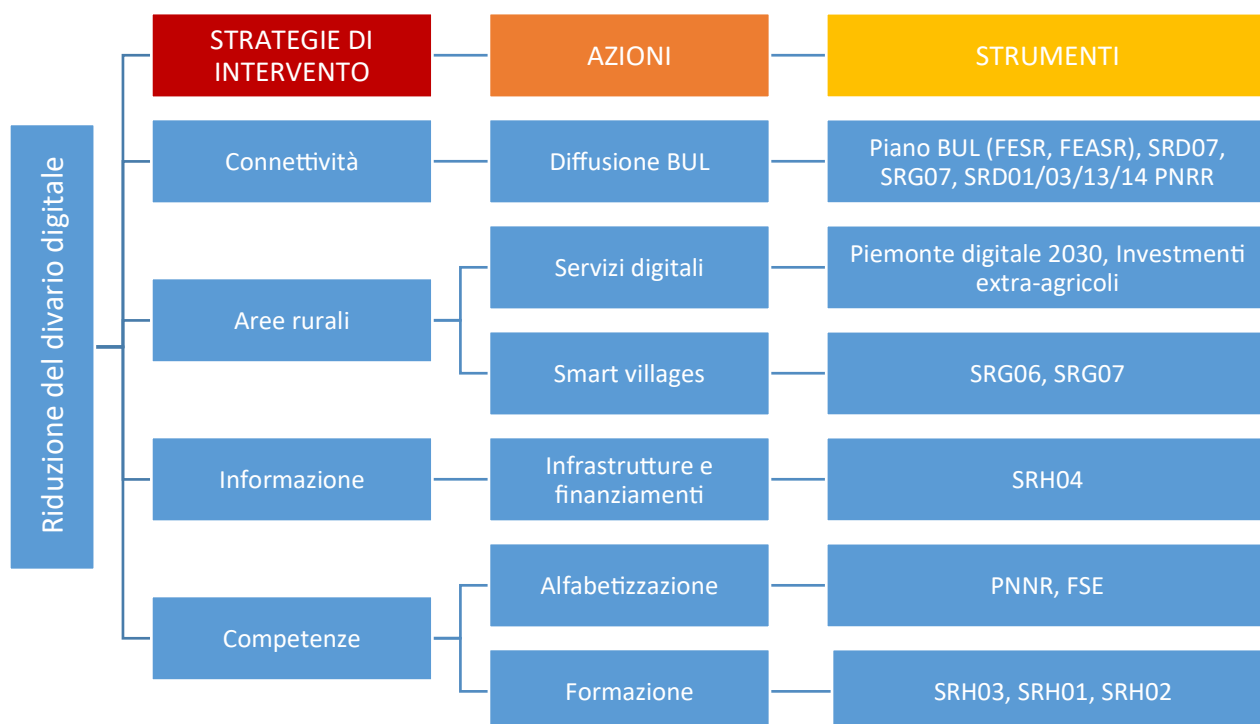 Riduzione del divario digitale
STRATEGIE DI
INTERVENTO
AZIONI
STRUMENTI
Connettività
Diffusione BUL
Piano BUL (FESR, FEASR), SRD07,
SRG07, SRD01/03/13/14 PNRR
Aree rurali
Servizi digitali
Piemonte digitale 2030, Investmenti
extra-agricoli
Smart villages
SRG06, SRG07
Informazione
Infrastrutture e
finanziamenti
SRH04
Competenze
Alfabetizzazione
PNNR, FSE
Formazione
SRH03, SRH01, SRH02